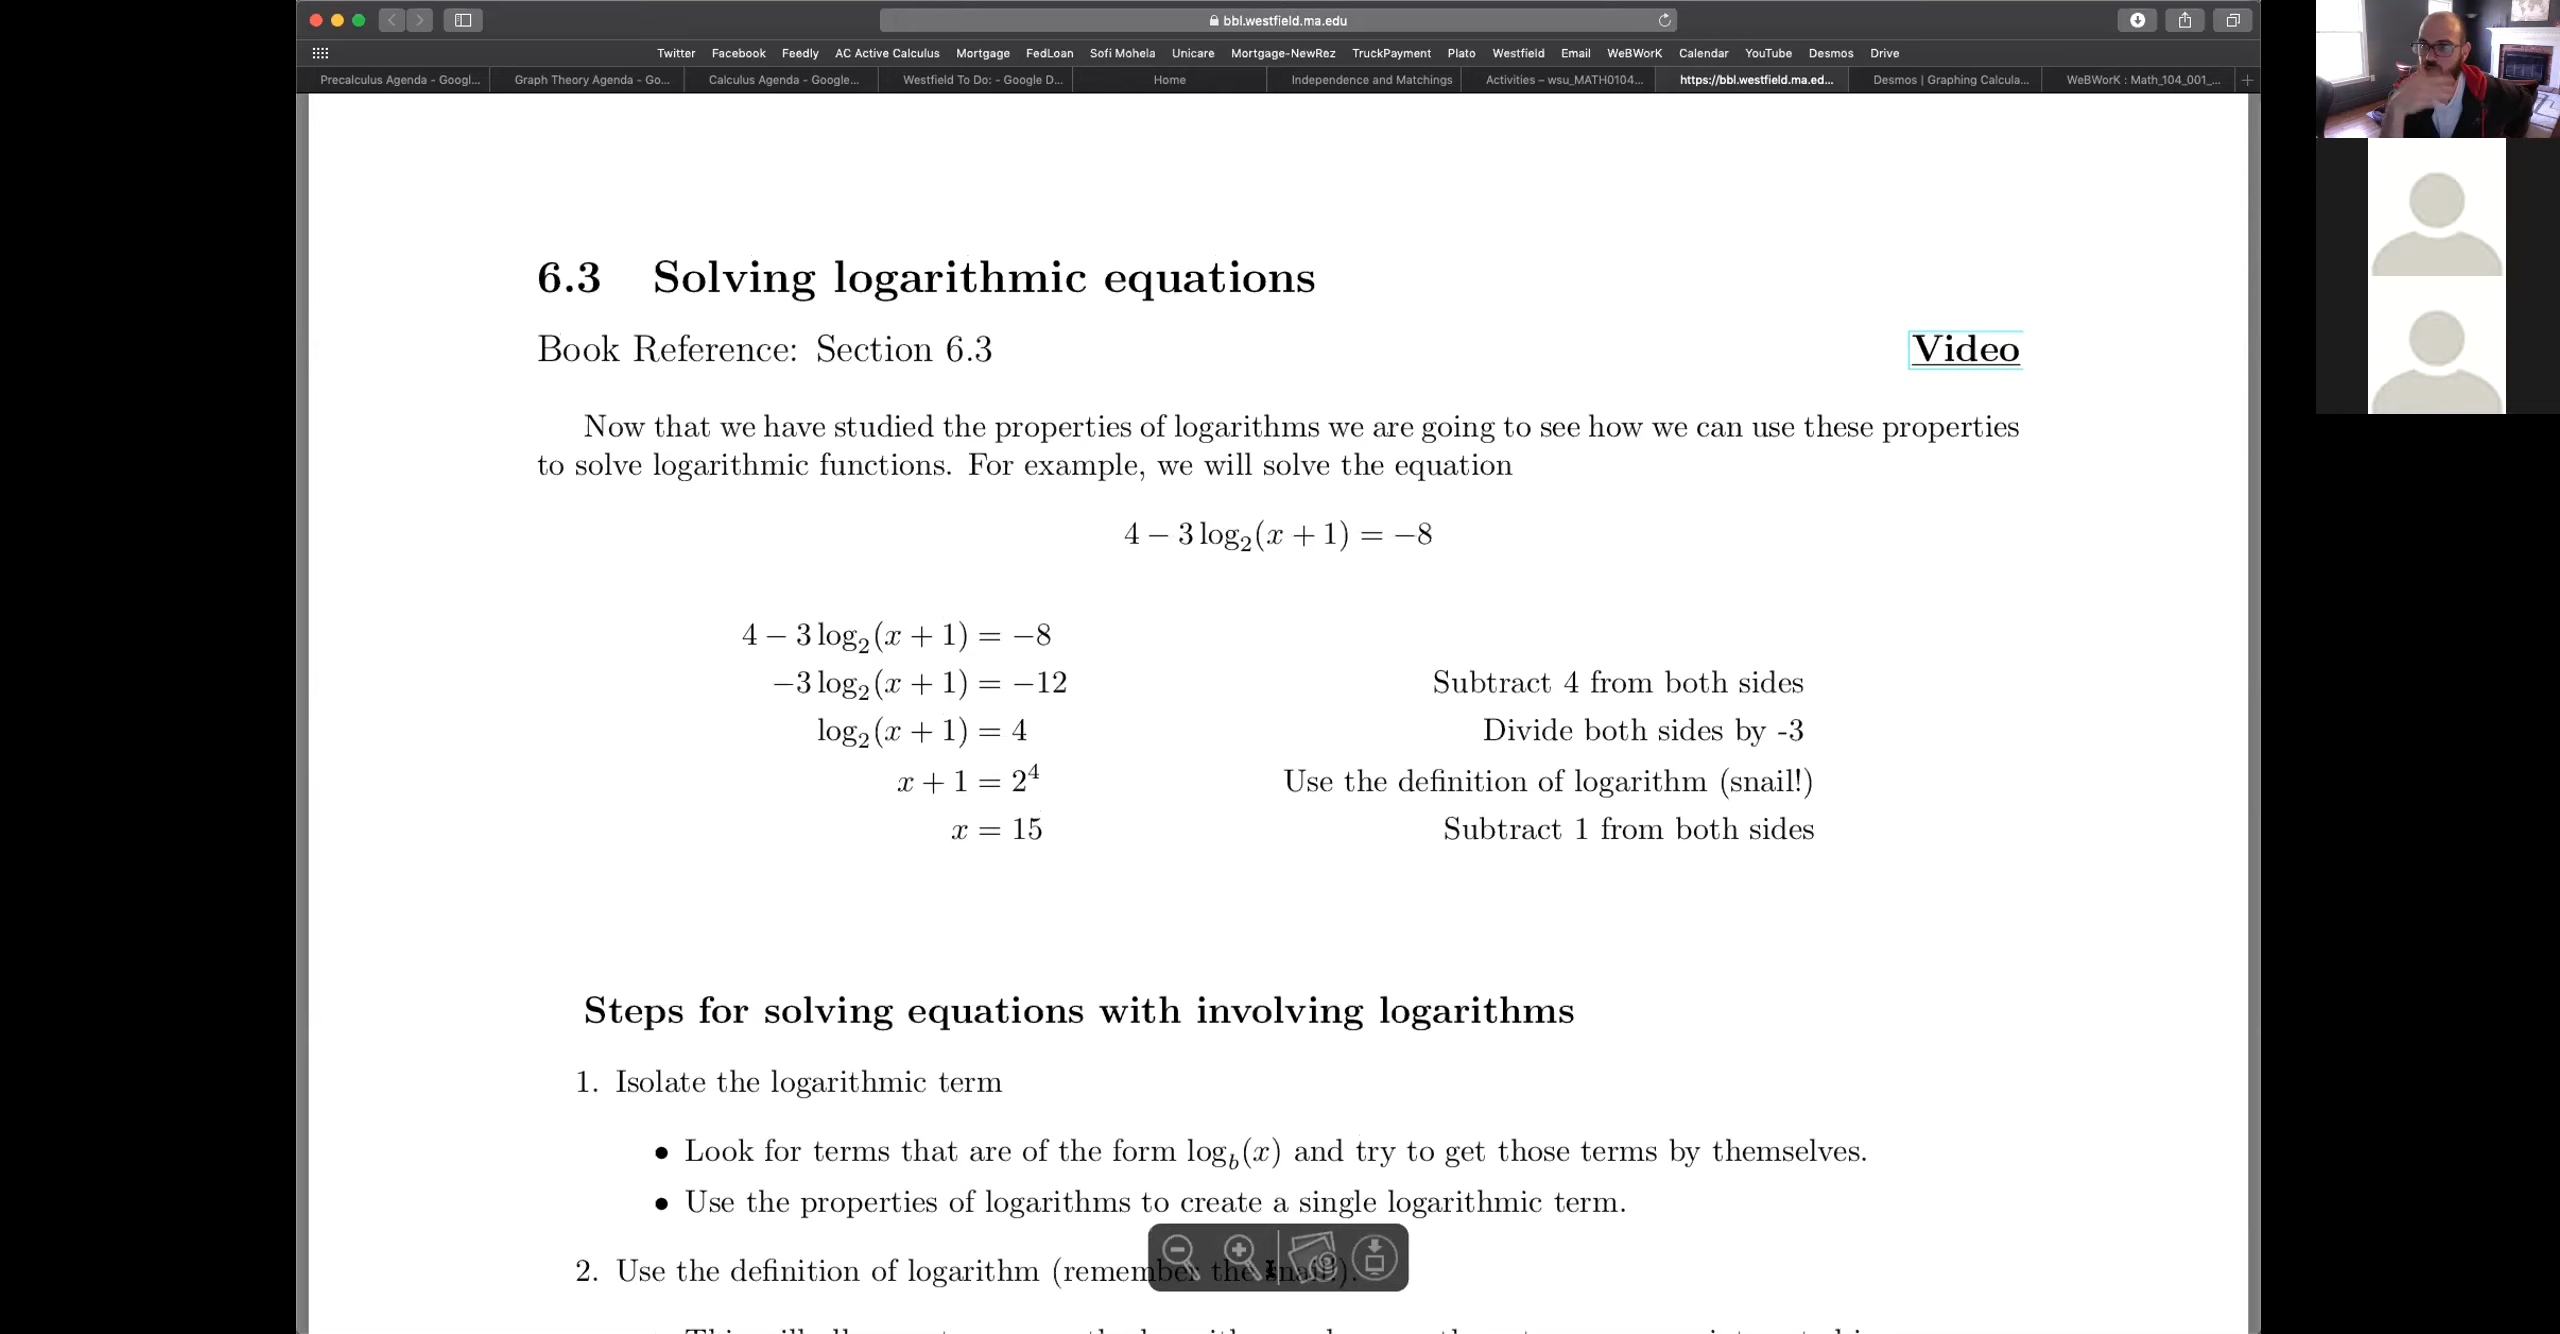 bbl.westfield.ma.edu
Twitter Facebook Feedly AC Active Calculus Mortgage FedLoan Sofi Mohela Unicare Mortgage-NewRez TruckPayment Plato Westfield Email WeBWorK Calendar YouTube Desmos Drive
Precalculus Agenda - Googl... Graph Theory Agenda - Go... Calculus Agenda - Google... Westfield To Do: - Google D... Home Independence and Matchings Activities – wsu_MATH0104... https://bbl.westfield.ma.ed... Desmos | Graphing Calcula... WeBWorK : Math_104_001_...
6.3 Solving logarithmic equations
Book Reference: Section 6.3 Video
Now that we have studied the properties of logarithms we are going to see how we can use these properties
to solve logarithmic functions. For example, we will solve the equation
4 − 3 log₂(x + 1) = −8
4 − 3 log₂(x + 1) = −8
−3 log₂(x + 1) = −12 Subtract 4 from both sides
log₂(x + 1) = 4 Divide both sides by -3
x + 1 = 2⁴ Use the definition of logarithm (snail!)
x = 15 Subtract 1 from both sides
Steps for solving equations with involving logarithms
1. Isolate the logarithmic term
• Look for terms that are of the form log_b(x) and try to get those terms by themselves.
• Use the properties of logarithms to create a single logarithmic term.
2. Use the definition of logarithm (remember the snail!).